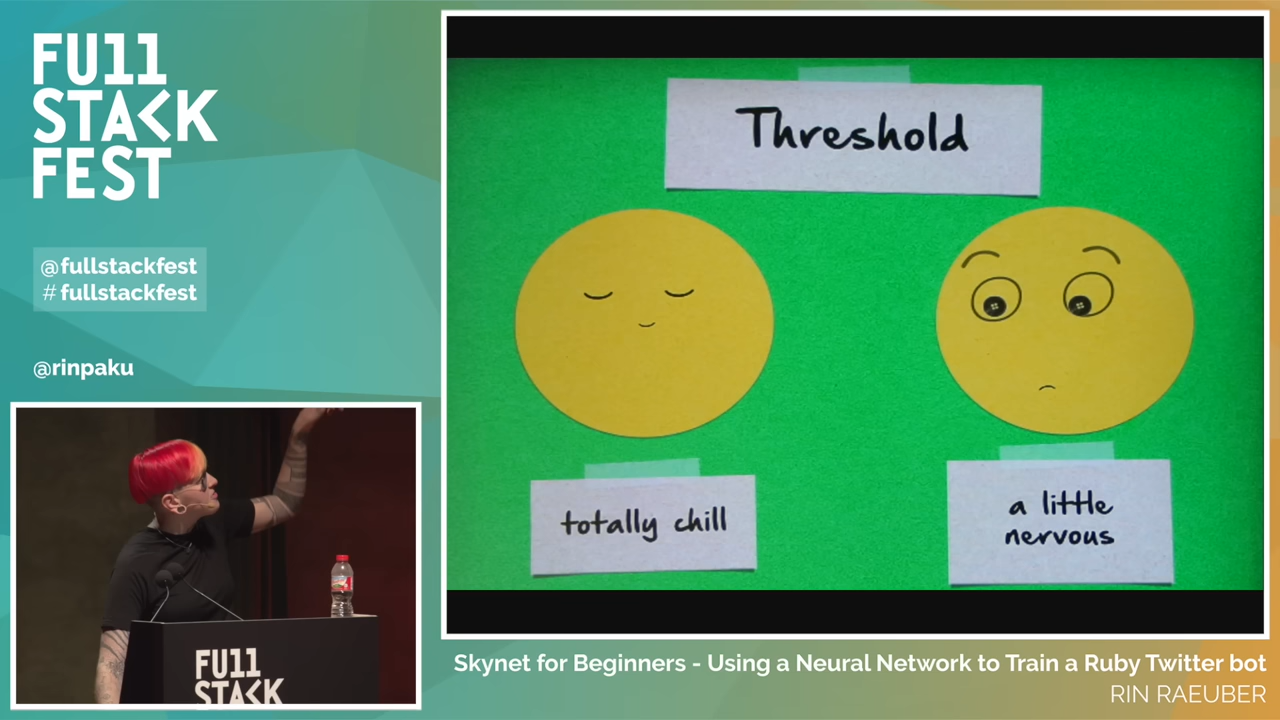 FU11
STACK
FEST
@fullstackfest
# fullstackfest
@rinpaku
Threshold
totally chill
a little
nervous
FU11
STACK
Skynet for Beginners - Using a Neural Network to Train a Ruby Twitter bot
RIN RAEUBER